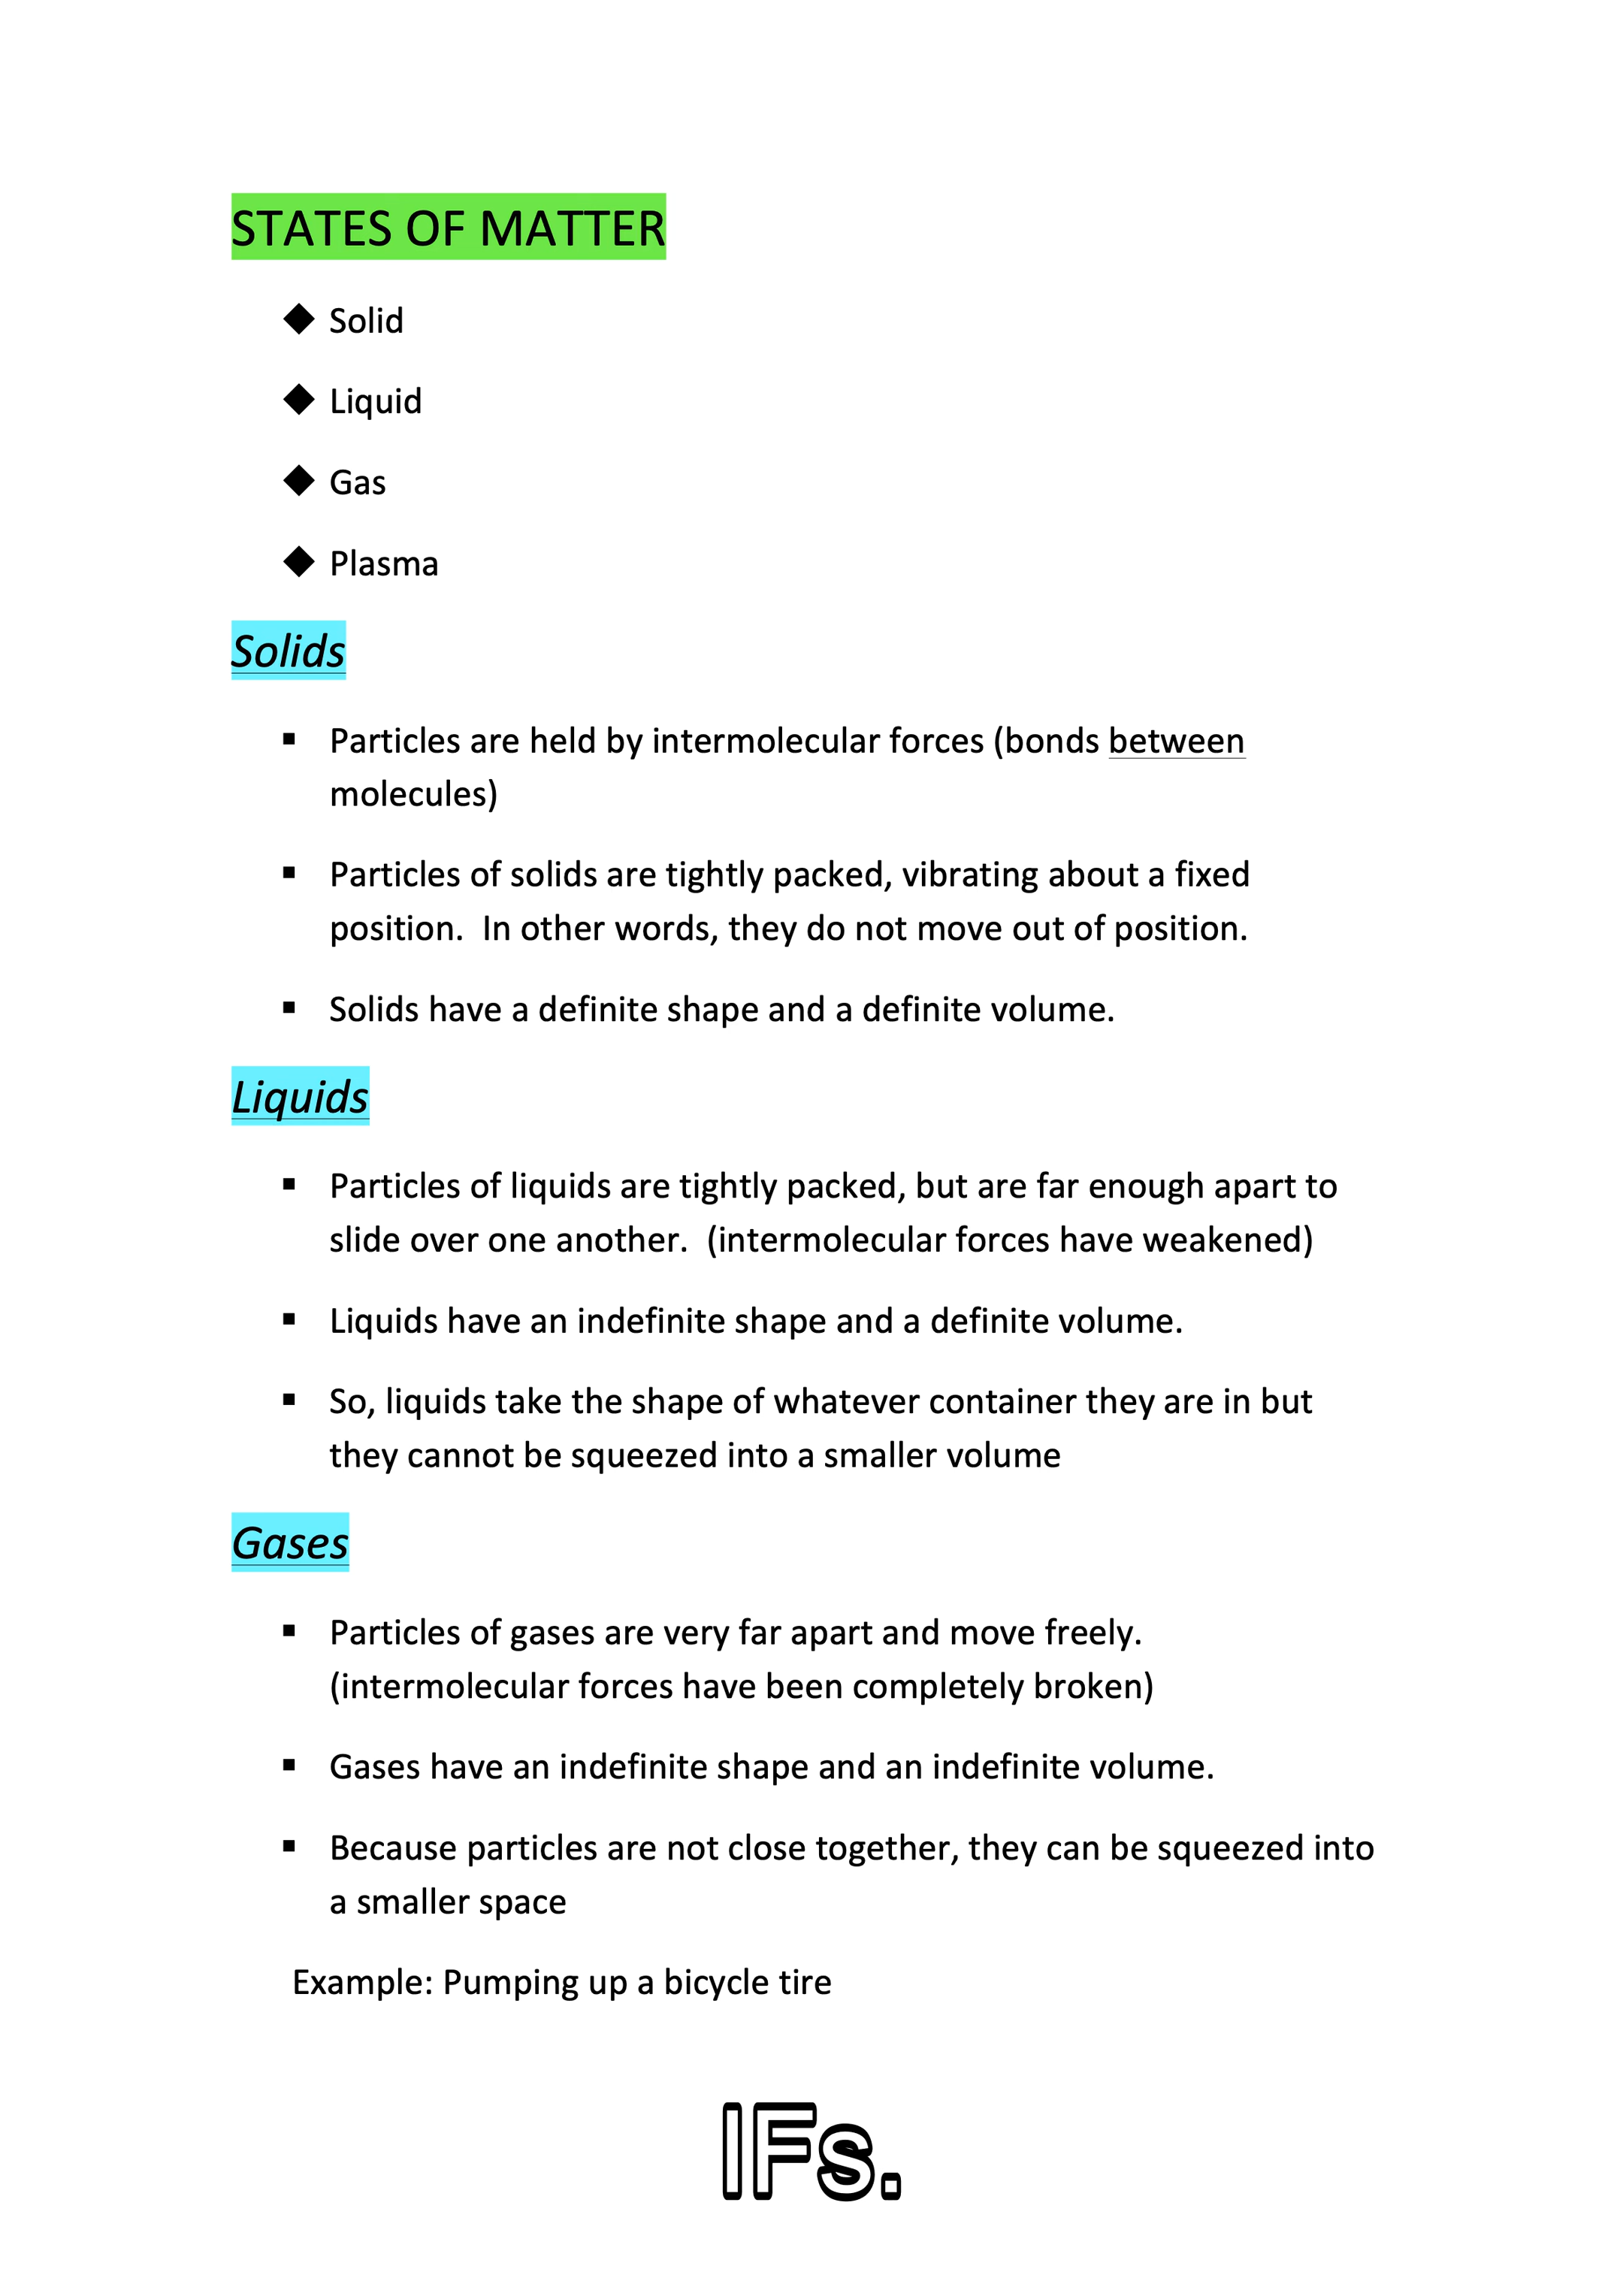 STATES OF MATTER
◆ Solid
◆ Liquid
◆ Gas
◆ Plasma
Solids
▪ Particles are held by intermolecular forces (bonds between
molecules)
▪ Particles of solids are tightly packed, vibrating about a fixed
position.  In other words, they do not move out of position.
▪ Solids have a definite shape and a definite volume.
Liquids
▪ Particles of liquids are tightly packed, but are far enough apart to
slide over one another.  (intermolecular forces have weakened)
▪ Liquids have an indefinite shape and a definite volume.
▪ So, liquids take the shape of whatever container they are in but
they cannot be squeezed into a smaller volume
Gases
▪ Particles of gases are very far apart and move freely.
(intermolecular forces have been completely broken)
▪ Gases have an indefinite shape and an indefinite volume.
▪ Because particles are not close together, they can be squeezed into
a smaller space
Example: Pumping up a bicycle tire
IFs.